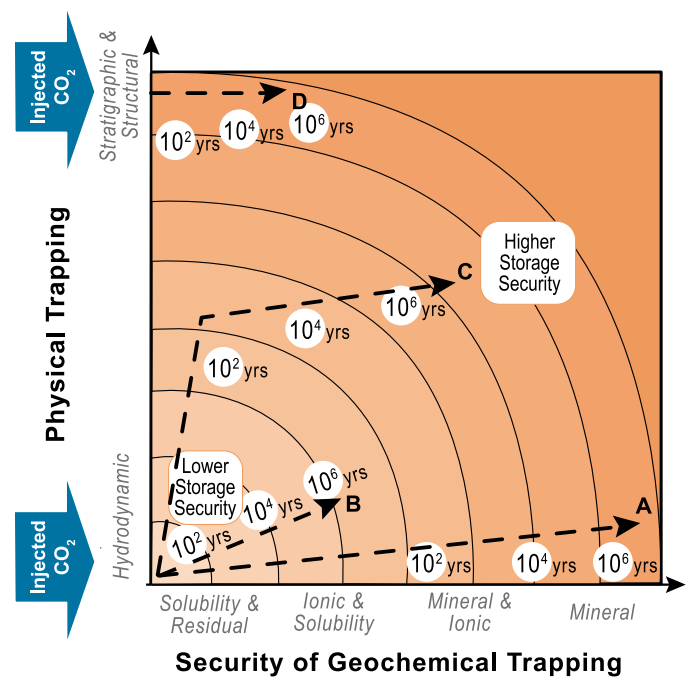 Injected
CO₂
Stratigraphic &
Structural
D
10² yrs
10⁴ yrs
10⁶ yrs
Higher
Storage
Security
C
10⁶ yrs
10⁴ yrs
10² yrs
Physical Trapping
Lower
Storage
Security
10⁶ yrs
10⁴ yrs
10² yrs
B
A
Injected
CO₂
Hydrodynamic
10² yrs
10⁴ yrs
10⁶ yrs
Solubility &
Residual
Ionic &
Solubility
Mineral &
Ionic
Mineral
Security of Geochemical Trapping